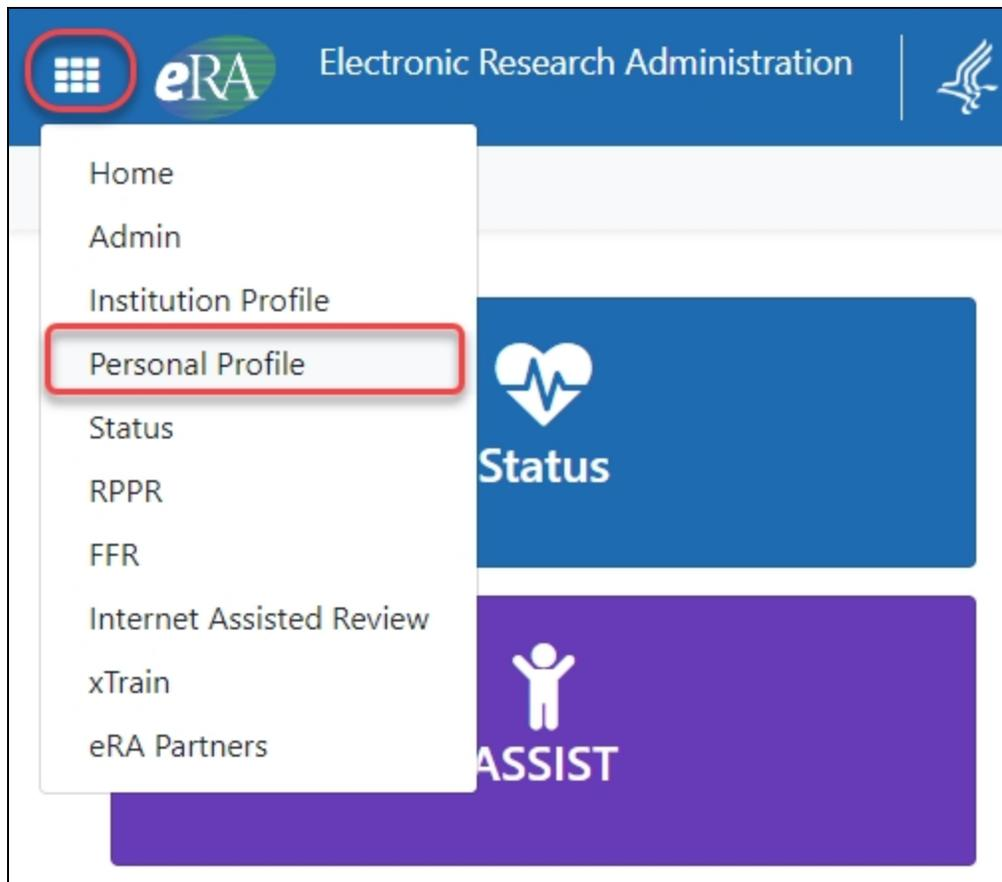 eRA Electronic Research Administration
Home
Admin
Institution Profile
Personal Profile
Status
RPPR
FFR
Internet Assisted Review
xTrain
eRA Partners
Status
ASSIST